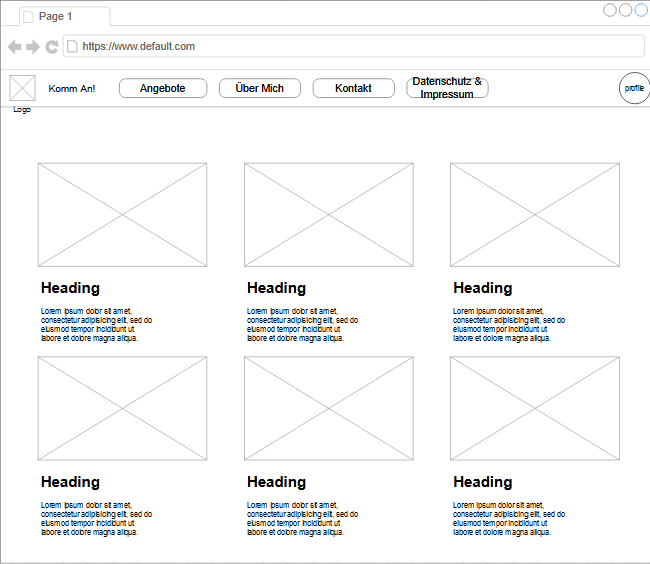 Page 1
https://www.default.com
Komm An!
Angebote
Über Mich
Kontakt
Datenschutz &
Impressum
profile
Logo
Heading
Lorem ipsum dolor sit amet,
consectetur adipisicing elit, sed do
eiusmod tempor incididunt ut
labore et dolore magna aliqua.
Heading
Lorem ipsum dolor sit amet,
consectetur adipisicing elit, sed do
eiusmod tempor incididunt ut
labore et dolore magna aliqua.
Heading
Lorem ipsum dolor sit amet,
consectetur adipisicing elit, sed do
eiusmod tempor incididunt ut
labore et dolore magna aliqua.
Heading
Lorem ipsum dolor sit amet,
consectetur adipisicing elit, sed do
eiusmod tempor incididunt ut
labore et dolore magna aliqua.
Heading
Lorem ipsum dolor sit amet,
consectetur adipisicing elit, sed do
eiusmod tempor incididunt ut
labore et dolore magna aliqua.
Heading
Lorem ipsum dolor sit amet,
consectetur adipisicing elit, sed do
eiusmod tempor incididunt ut
labore et dolore magna aliqua.